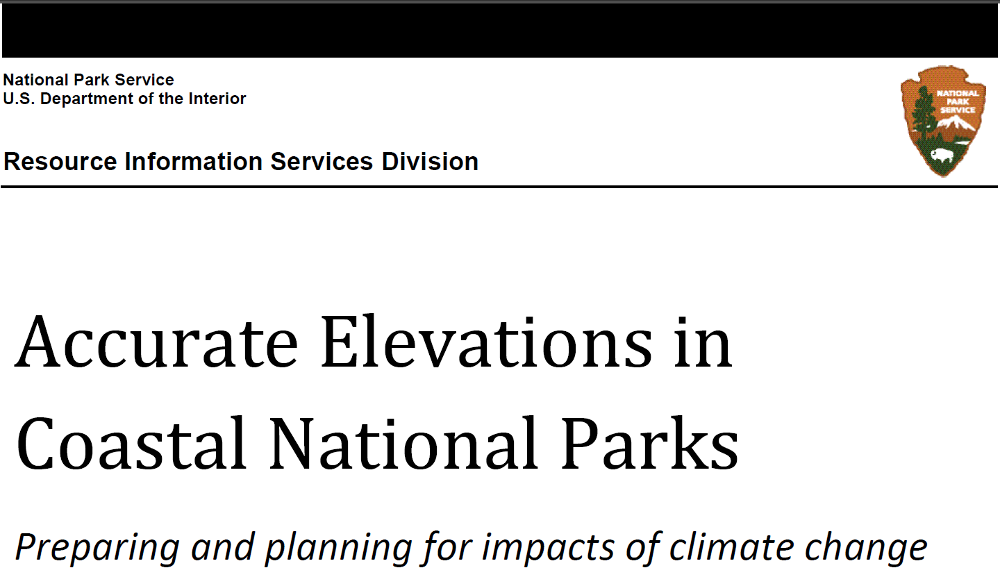 National Park Service
U.S. Department of the Interior
NATIONAL
PARK
SERVICE
Resource Information Services Division
Accurate Elevations in
Coastal National Parks
Preparing and planning for impacts of climate change